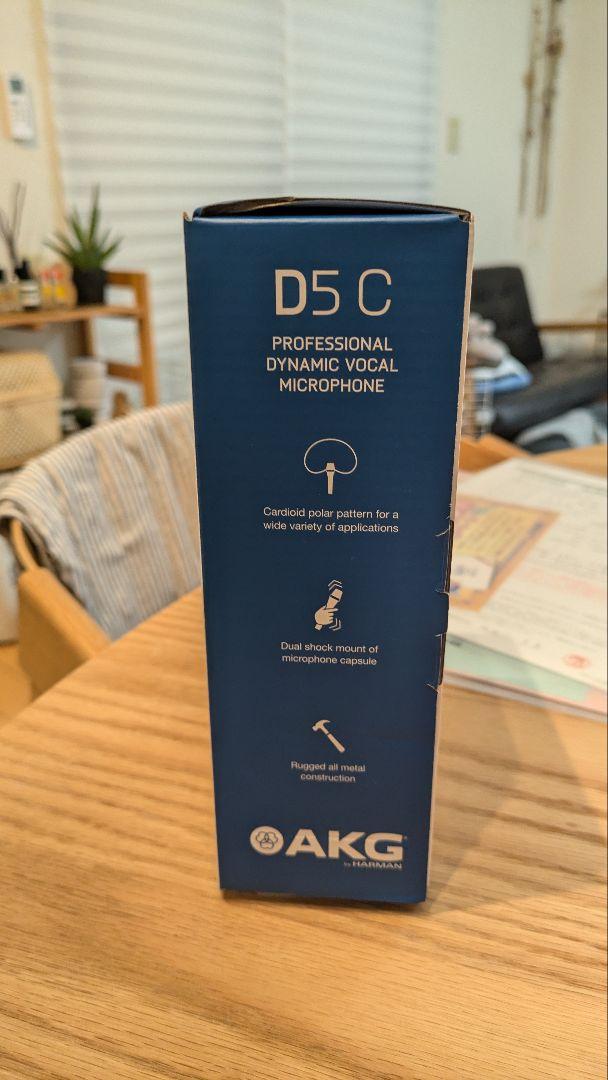 D5 C
PROFESSIONAL
DYNAMIC VOCAL
MICROPHONE
Cardioid polar pattern for a
wide variety of applications
Dual shock mount of
microphone capsule
Rugged all metal
construction
AKG®
by HARMAN